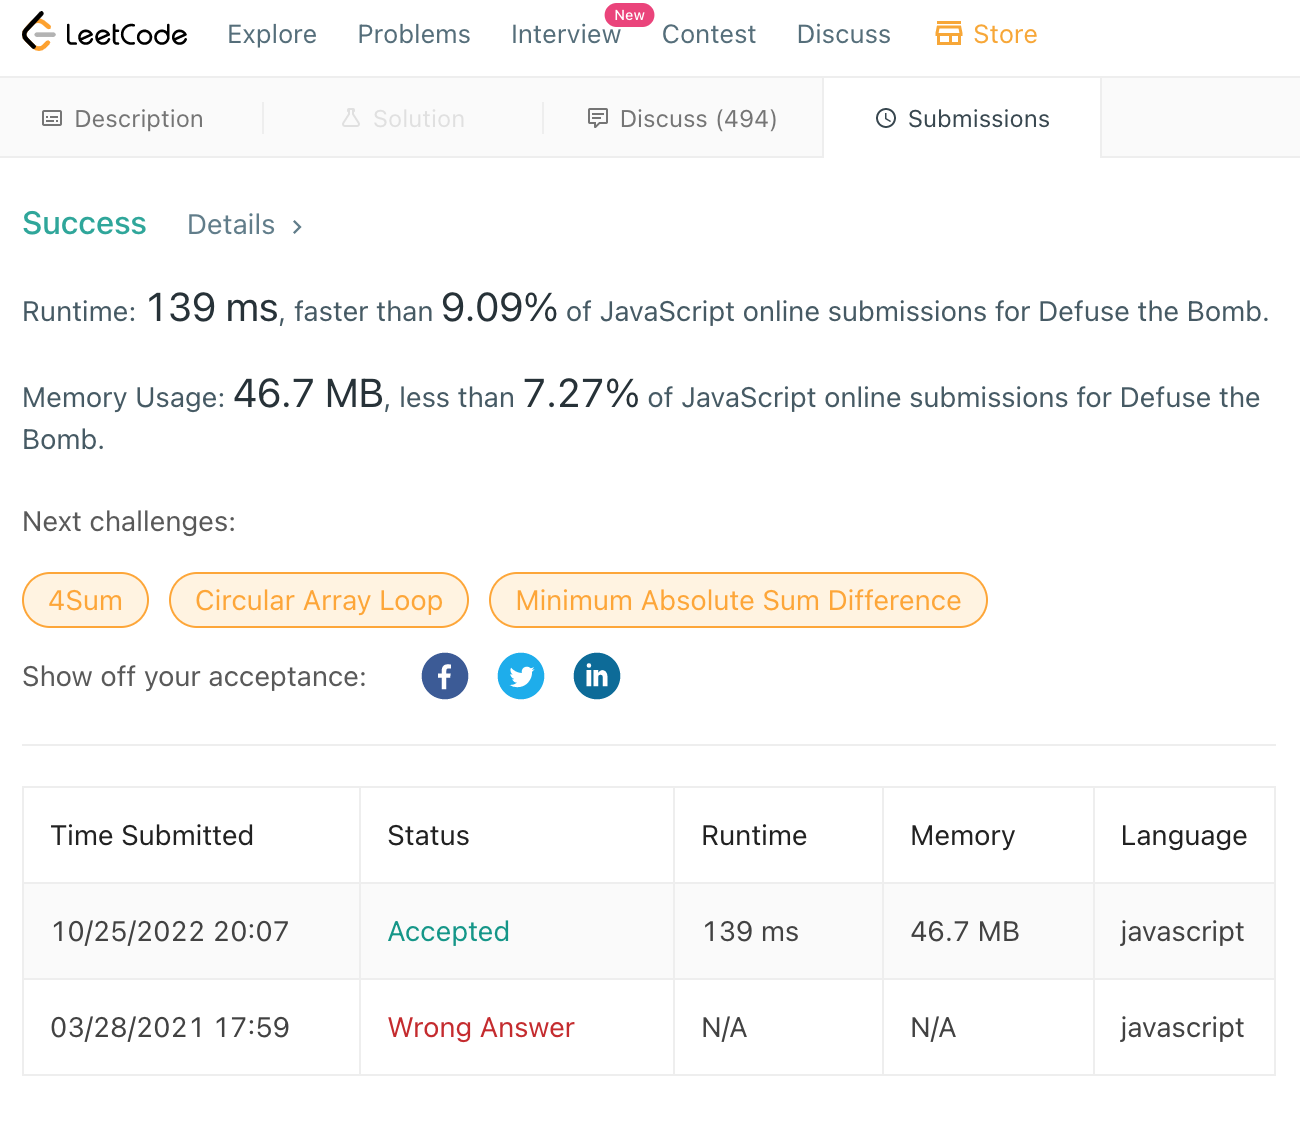 LeetCode Explore Problems Interview New Contest Discuss Store
Description Solution Discuss (494) Submissions
Success Details >
Runtime: 139 ms, faster than 9.09% of JavaScript online submissions for Defuse the Bomb.
Memory Usage: 46.7 MB, less than 7.27% of JavaScript online submissions for Defuse the
Bomb.
Next challenges:
4Sum Circular Array Loop Minimum Absolute Sum Difference
Show off your acceptance: f in
Time Submitted Status Runtime Memory Language
10/25/2022 20:07 Accepted 139 ms 46.7 MB javascript
03/28/2021 17:59 Wrong Answer N/A N/A javascript